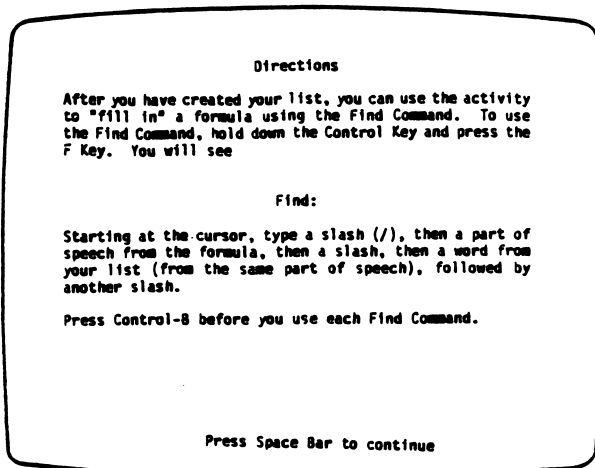 Directions
After you have created your list, you can use the activity
to "fill in" a formula using the Find Command. To use
the Find Command, hold down the Control Key and press the
F Key. You will see
Find:
Starting at the cursor, type a slash (/), then a part of
speech from the formula, then a slash, then a word from
your list (from the same part of speech), followed by
another slash.
Press Control-B before you use each Find Command.
Press Space Bar to continue